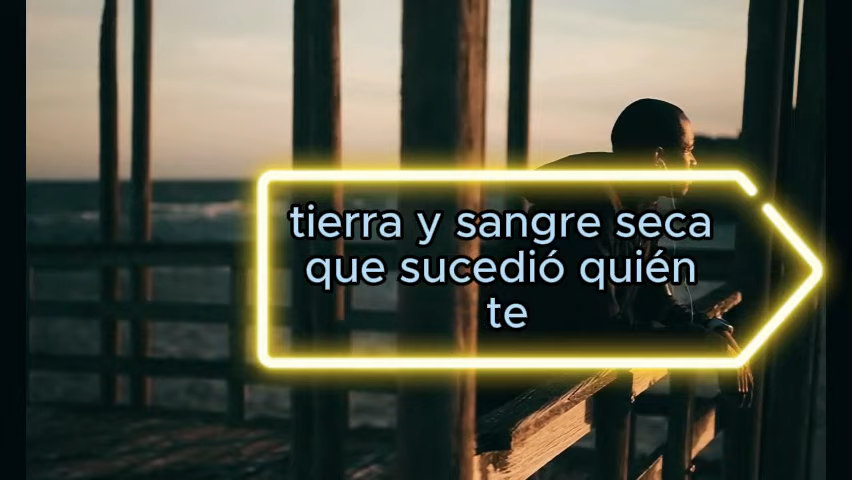 tierra y sangre seca
que sucedió quién
te